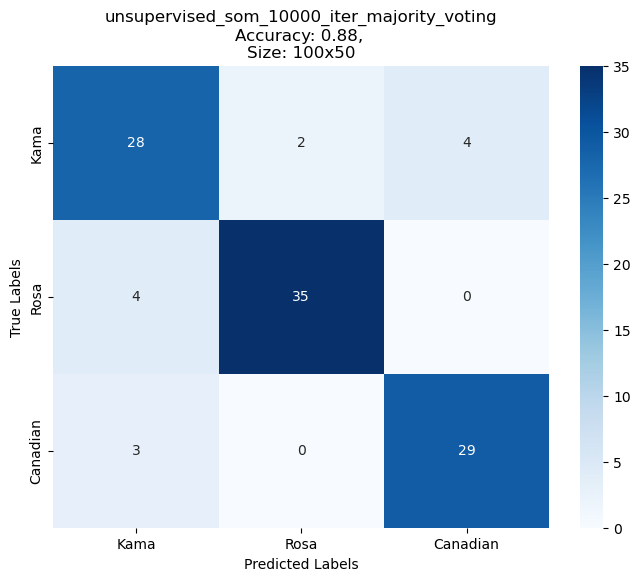 unsupervised_som_10000_iter_majority_voting
Accuracy: 0.88,
Size: 100x50
True Labels
Kama
28 2 4
Rosa
4 35 0
Canadian
3 0 29
Kama Rosa Canadian
Predicted Labels
35
30
25
20
15
10
5
0